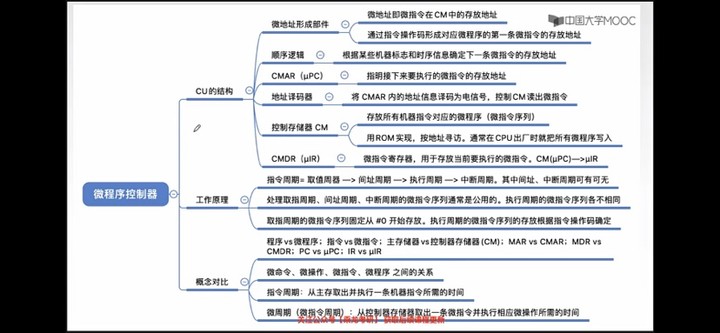 中国大学MOOC
微地址即微指令在CM中的存放地址
微地址形成部件
通过指令操作码形成对应微程序的第一条微指令的存放地址
顺序逻辑
根据某些机器标志和时序信息确定下一条微指令的存放地址
CU的结构
CMAR（μPC）
指明接下来要执行的微指令的存放地址
地址译码器
将 CMAR 内的地址信息译码为电信号，控制CM读出微指令
存放所有机器指令对应的微程序（微指令序列）
控制存储器 CM
用ROM实现，按地址寻访。通常在CPU出厂时就把所有微程序写入
CMDR（μIR）
微指令寄存器，用于存放当前要执行的微指令。CM(μPC)—>μIR
微程序控制器
指令周期= 取值周器 —> 间址周期 —> 执行周期 —> 中断周期。其中间址、中断周期可有可无
工作原理
处理取指周期、间址周期、中断周期的微指令序列通常是公用的。执行周期的微指令序列各不相同
取指周期的微指令序列固定从 #0 开始存放。执行周期的微指令序列的存放根据指令操作码确定
程序vs微程序；指令vs微指令；主存储器vs控制存储器(CM)；MAR vs CMAR；MDR vs
CMDR；PC vs μPC；IR vs μIR
概念对比
微命令、微操作、微指令、微程序 之间的关系
指令周期：从主存取出并执行一条机器指令所需的时间
微周期（微指令周期）：从控制存储器取出一条微指令并执行相应微操作所需的时间